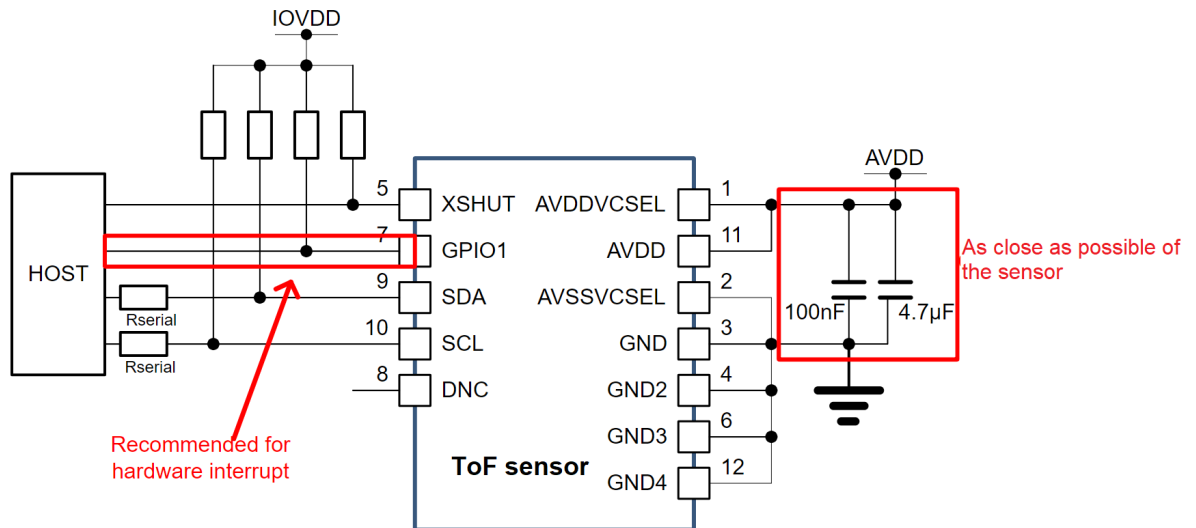 IOVDD
HOST
Rserial
Rserial
5
7
9
10
8
XSHUT
GPIO1
SDA
SCL
DNC
ToF sensor
AVDDVCSEL
AVDD
AVSSVCSEL
GND
GND2
GND3
GND4
1
11
2
3
4
6
12
AVDD
100nF
4.7µF
As close as possible of
the sensor
Recommended for
hardware interrupt